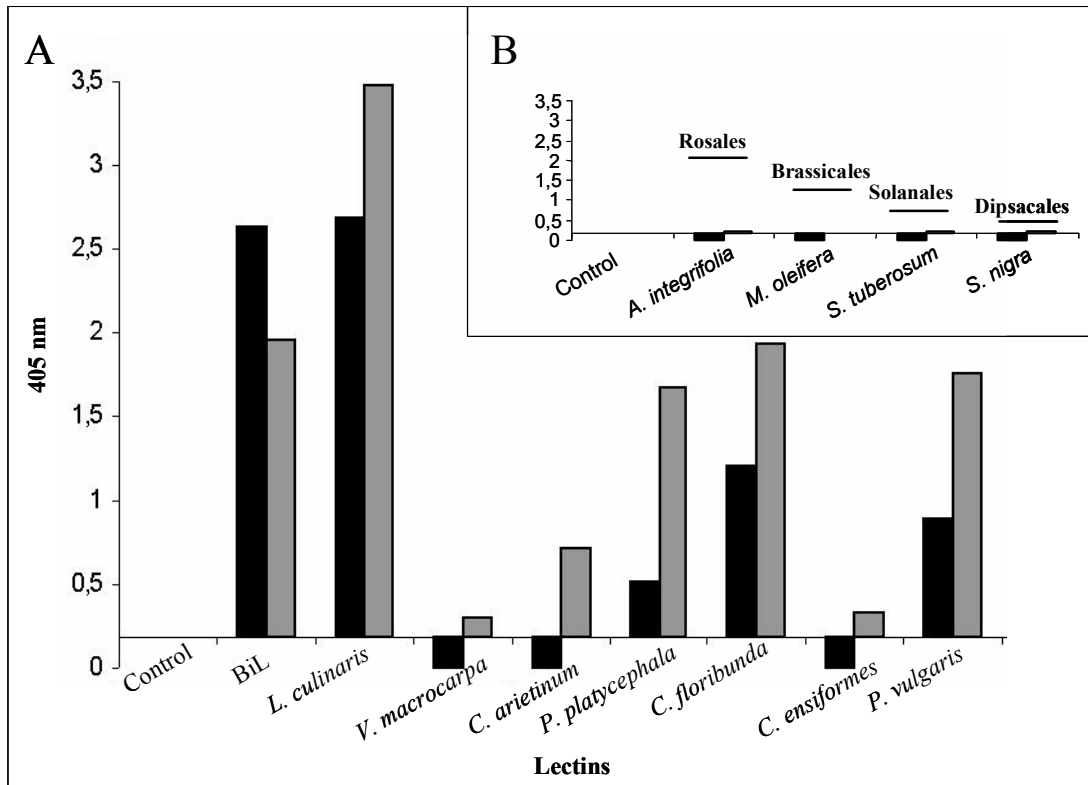 A
3,5
3
2,5
2
1,5
1
0,5
0
405 nm
Control
BiL
L. culinaris
V. macrocarpa
C. arietinum
P. platycephala
C. floribunda
C. ensiformes
P. vulgaris
Lectins
B
3,5
3
2,5
2
1,5
1
0,5
0
Rosales
Brassicales
Solanales
Dipsacales
Control
A. integrifolia
M. oleifera
S. tuberosum
S. nigra